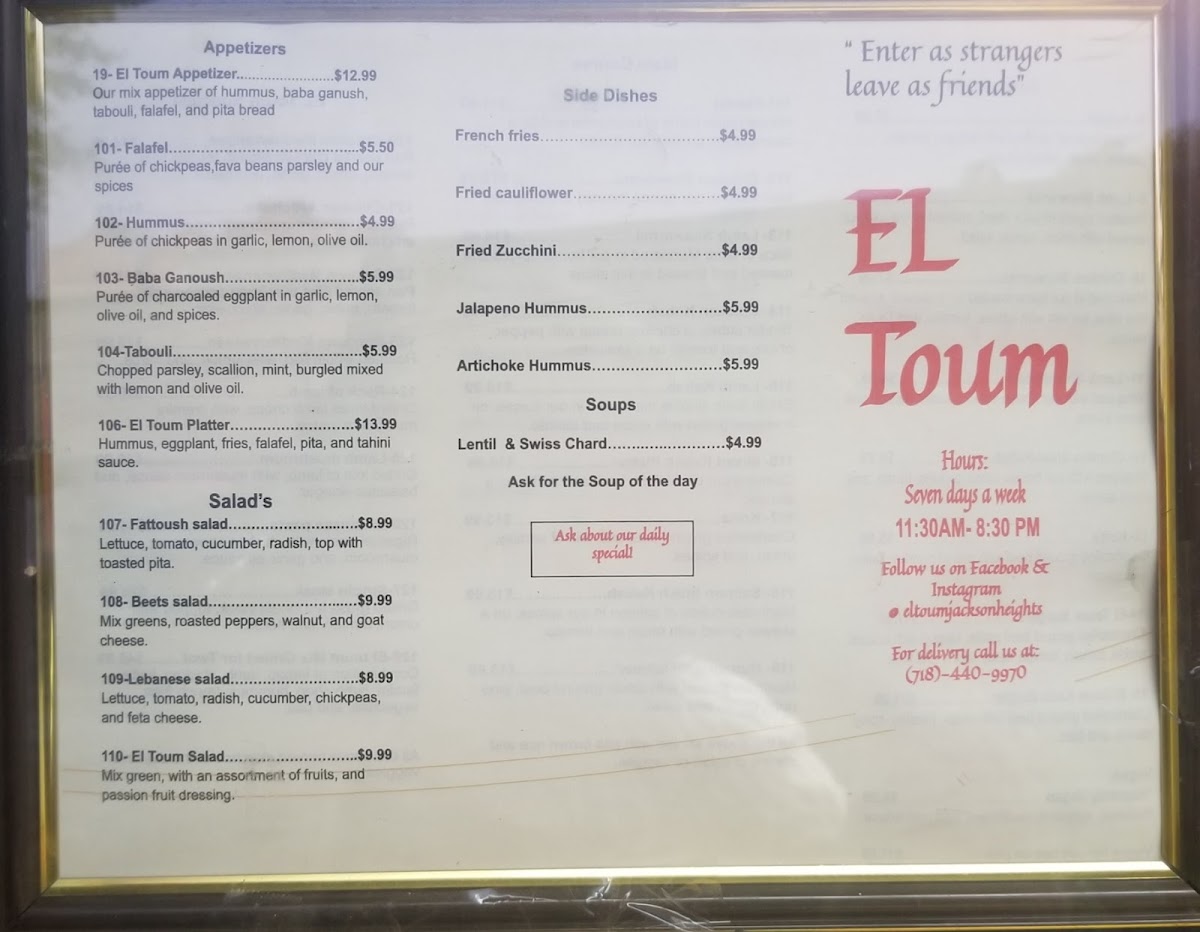 Appetizers
19- El Toum Appetizer........................$12.99
Our mix appetizer of hummus, baba ganush,
tabouli, falafel, and pita bread
101- Falafel...............................................$5.50
Purée of chickpeas,fava beans parsley and our
spices
102- Hummus...........................................$4.99
Purée of chickpeas in garlic, lemon, olive oil.
103- Baba Ganoush.................................$5.99
Purée of charcoaled eggplant in garlic, lemon,
olive oil, and spices.
104-Tabouli...............................................$5.99
Chopped parsley, scallion, mint, burgled mixed
with lemon and olive oil.
106- El Toum Platter...............................$13.99
Hummus, eggplant, fries, falafel, pita, and tahini
sauce.
Salad's
107- Fattoush salad................................$8.99
Lettuce, tomato, cucumber, radish, top with
toasted pita.
108- Beets salad.....................................$9.99
Mix greens, roasted peppers, walnut, and goat
cheese.
109-Lebanese salad................................$8.99
Lettuce, tomato, radish, cucumber, chickpeas,
and feta cheese.
110- El Toum Salad.................................$9.99
Mix green, with an assortment of fruits, and
passion fruit dressing.
Side Dishes
French fries............................................$4.99
Fried cauliflower....................................$4.99
Fried Zucchini........................................$4.99
Jalapeno Hummus.................................$5.99
Artichoke Hummus................................$5.99
Soups
Lentil & Swiss Chard.............................$4.99
Ask for the Soup of the day
Ask about our daily
special!
" Enter as strangers
leave as friends"
EL
Toum
Hours:
Seven days a week
11:30AM- 8:30 PM
Follow us on Facebook &
Instagram
• eltoumjacksonheights
For delivery call us at:
(718)-440-9970